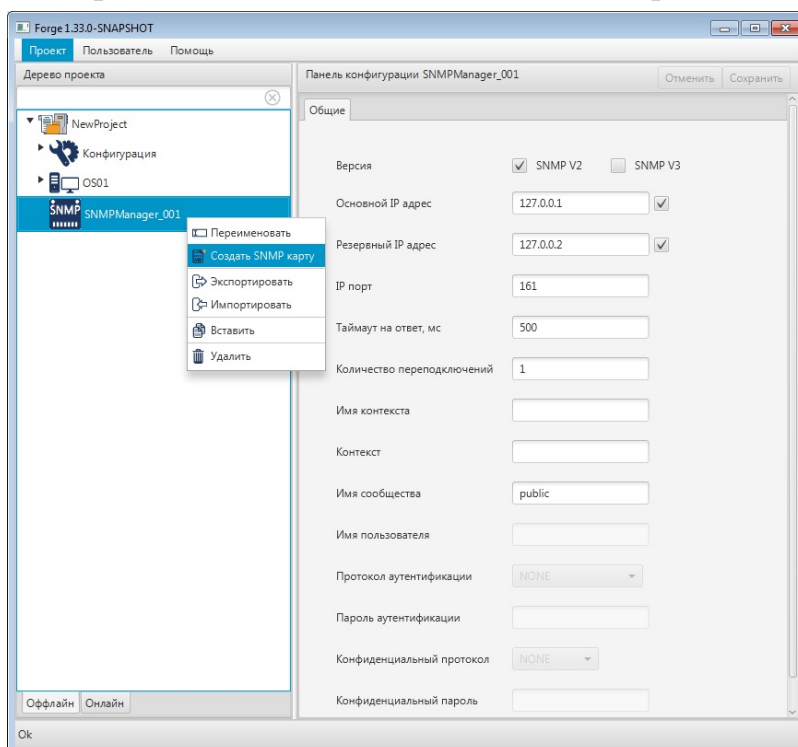 Forge 1.33.0-SNAPSHOT
Проект Пользователь Помощь
Дерево проекта
Панель конфигурации SNMPManager_001
Отменить Сохранить
NewProject
Конфигурация
OS01
SNMP SNMPManager_001
Переименовать
Создать SNMP карту
Экспортировать
Импортировать
Вставить
Удалить
Общие
Версия SNMP V2 SNMP V3
Основной IP адрес 127.0.0.1
Резервный IP адрес 127.0.0.2
IP порт 161
Таймаут на ответ, мс 500
Количество переподключений 1
Имя контекста
Контекст
Имя сообщества public
Имя пользователя
Протокол аутентификации NONE
Пароль аутентификации
Конфиденциальный протокол NONE
Конфиденциальный пароль
Оффлайн Онлайн
Ok